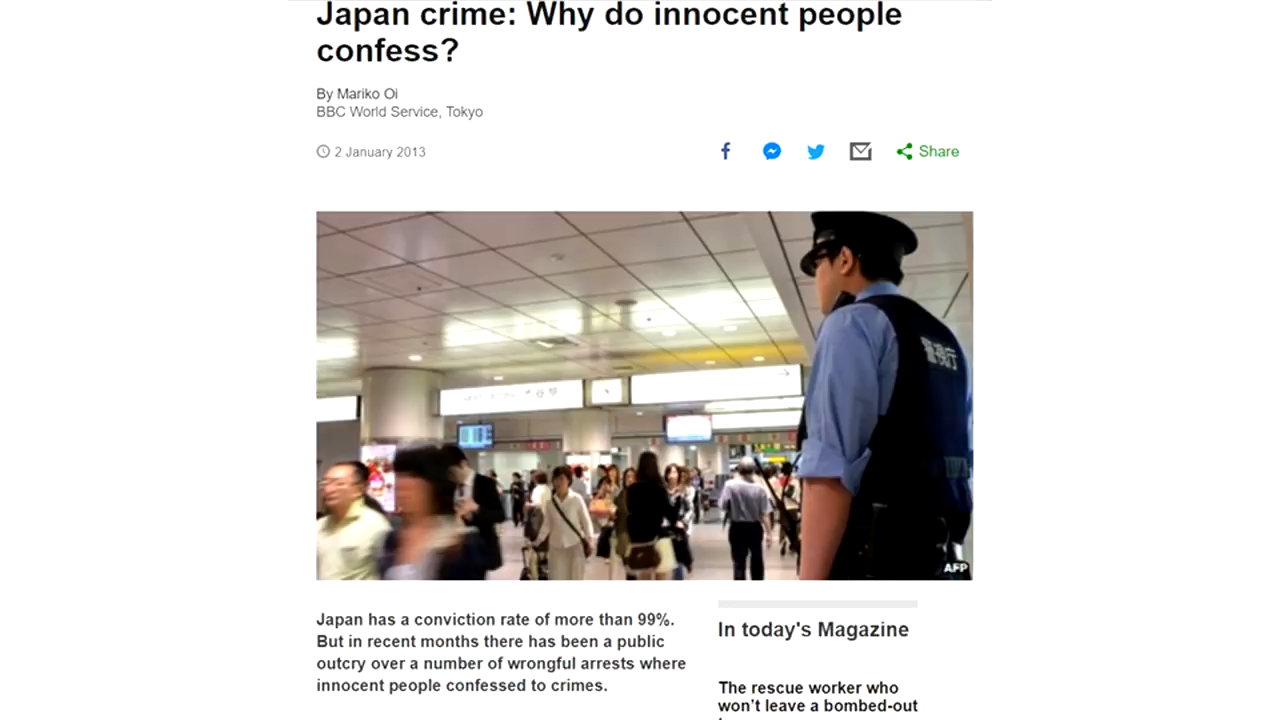 Japan crime: Why do innocent people
confess?
By Mariko Oi
BBC World Service, Tokyo
2 January 2013
Share
警視庁
AFP
Japan has a conviction rate of more than 99%.
But in recent months there has been a public
outcry over a number of wrongful arrests where
innocent people confessed to crimes.
In today's Magazine
The rescue worker who
won’t leave a bombed-out